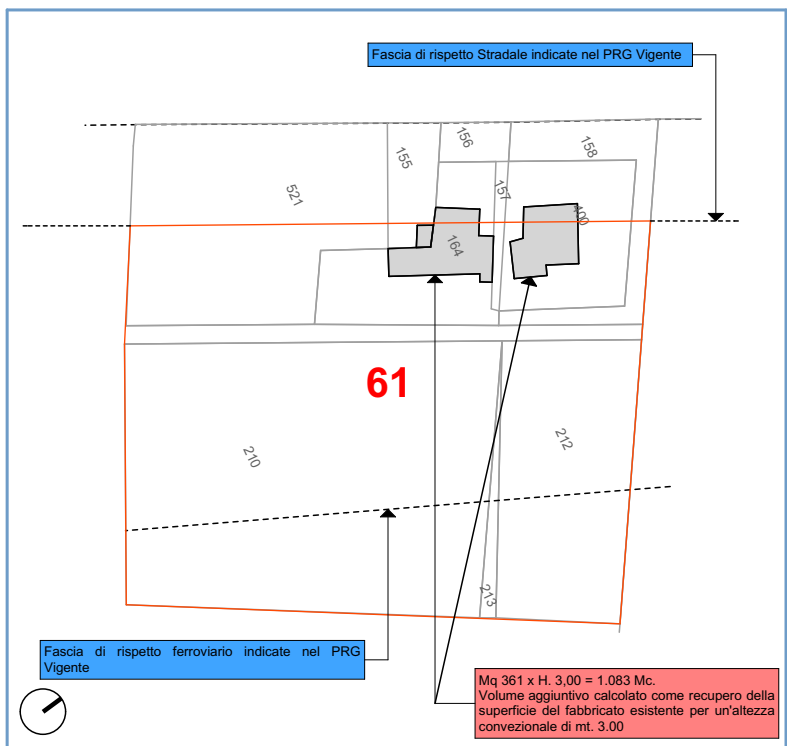 Fascia di rispetto Stradale indicate nel PRG Vigente
156
158
155
521
157
400
164
61
210
212
213
Fascia di rispetto ferroviario indicate nel PRG
Vigente
Mq 361 x H. 3,00 = 1.083 Mc.
Volume aggiuntivo calcolato come recupero della
superficie del fabbricato esistente per un'altezza
convezionale di mt. 3.00